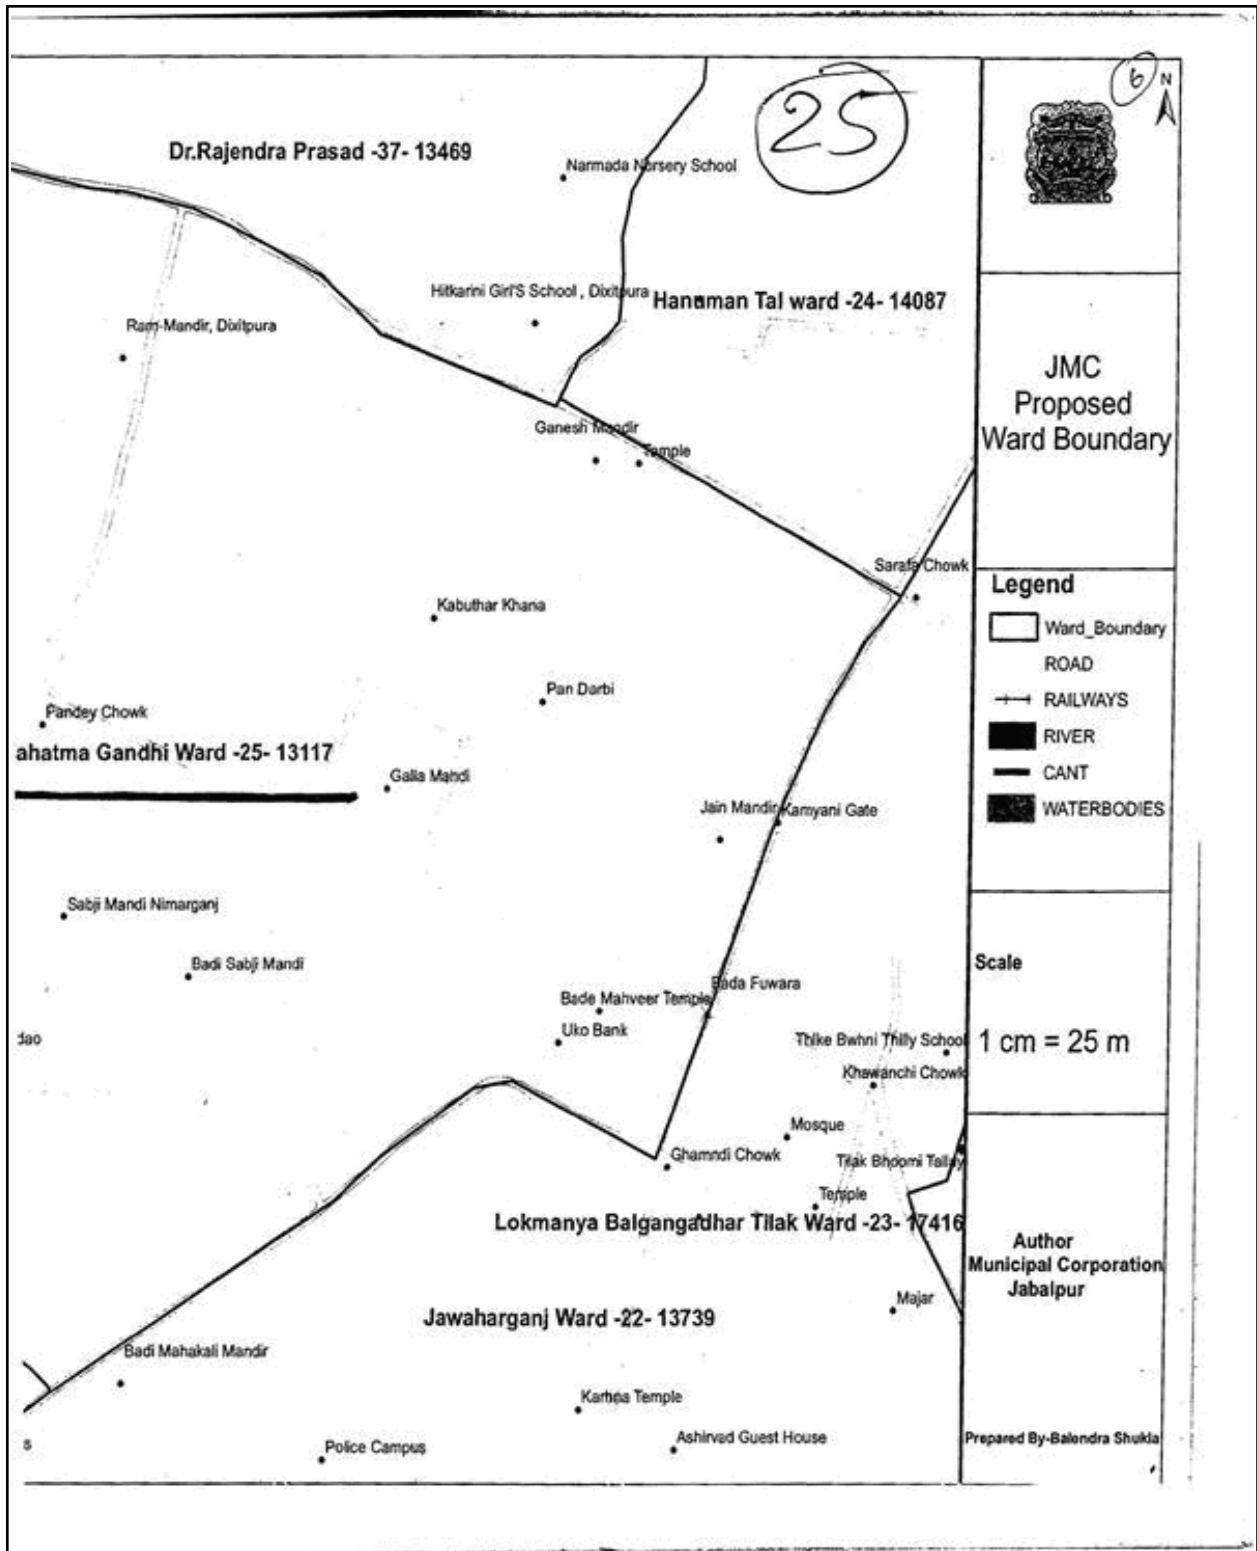 6
N
25
Dr.Rajendra Prasad -37- 13469
Narmada Norsery School
Hitkarini Girl'S School , Dixitpura
Hanuman Tal ward -24- 14087
Ram-Mandir, Dixitpura
JMC
Proposed
Ward Boundary
Ganesh Mandir
Temple
Sarafa Chowk
Legend
Ward_Boundary
ROAD
RAILWAYS
RIVER
CANT
WATERBODIES
Kabuthar Khana
Pan Darbi
Pandey Chowk
ahatma Gandhi Ward -25- 13117
Galla Mandi
Jain Mandir
Kamyani Gate
Sabji Mandi Nimarganj
Badi Sabji Mandi
Scale
1 cm = 25 m
Bada Fuwara
Bade Mahveer Temple
Uko Bank
dao
Thlke Bwhni Thilly School
Khawanchi Chowk
Mosque
Ghamndi Chowk
Tilak Bhoomi Tallay
Temple
Lokmanya Balgangadhar Tilak Ward -23- 17416
Author
Municipal Corporation
Jabalpur
Majar
Jawaharganj Ward -22- 13739
Badi Mahakali Mandir
Karhna Temple
Ashirvad Guest House
Police Campus
s
Prepared By-Balendra Shukla